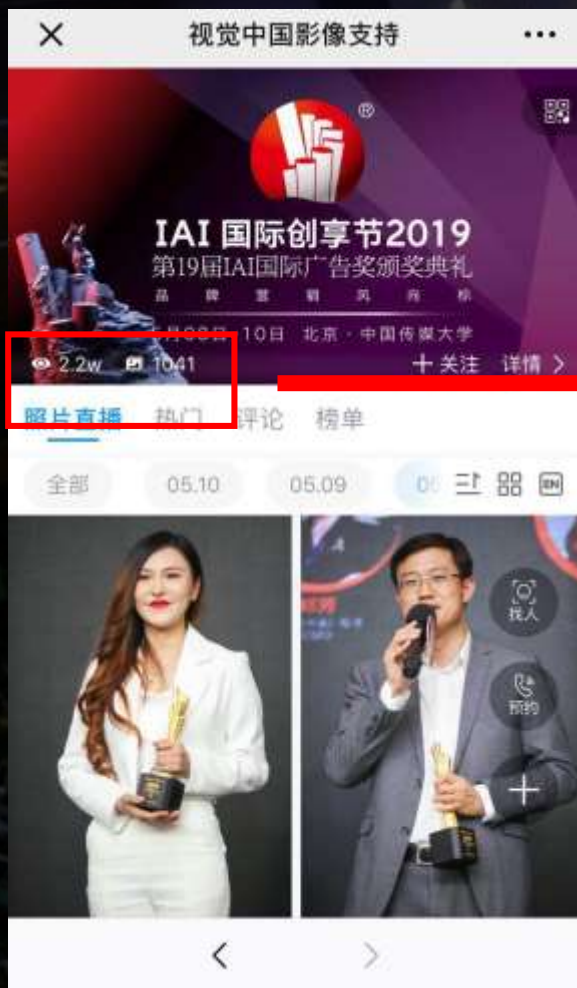 视觉中国影像支持
®
IAI 国际创享节2019
第19届IAI国际广告奖颁奖典礼
品 牌 营 销 风 向 标
10日 北京·中国传媒大学
2.2w 1041 十关注 详情 >
照片直播 热门 评论 榜单
全部 05.10 05.09
EN
找人
预约